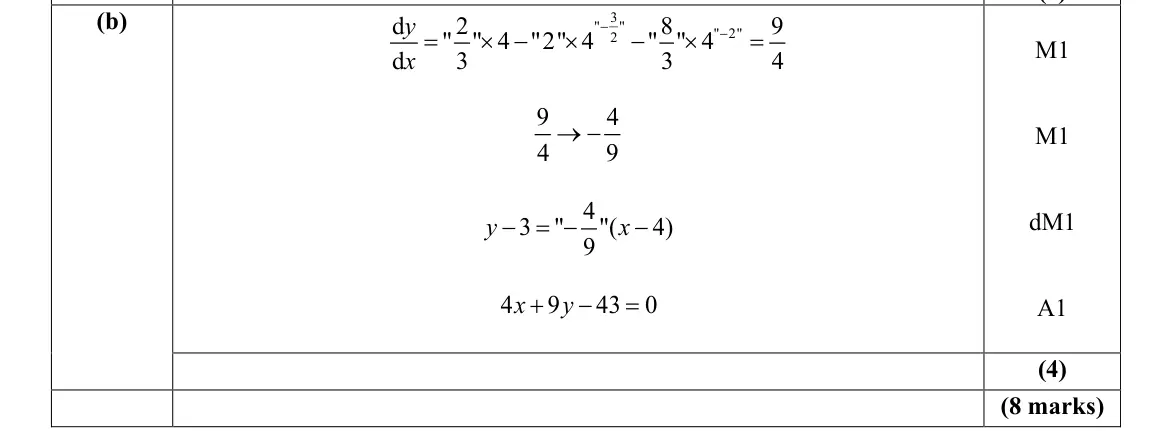 (b) dy/dx = "2/3" × 4 − "2" × 4^("−3/2") − "8/3" × 4^("−2") = 9/4 M1
9/4 → −4/9 M1
y − 3 = "−4/9"(x − 4) dM1
4x + 9y − 43 = 0 A1
(4)
(8 marks)